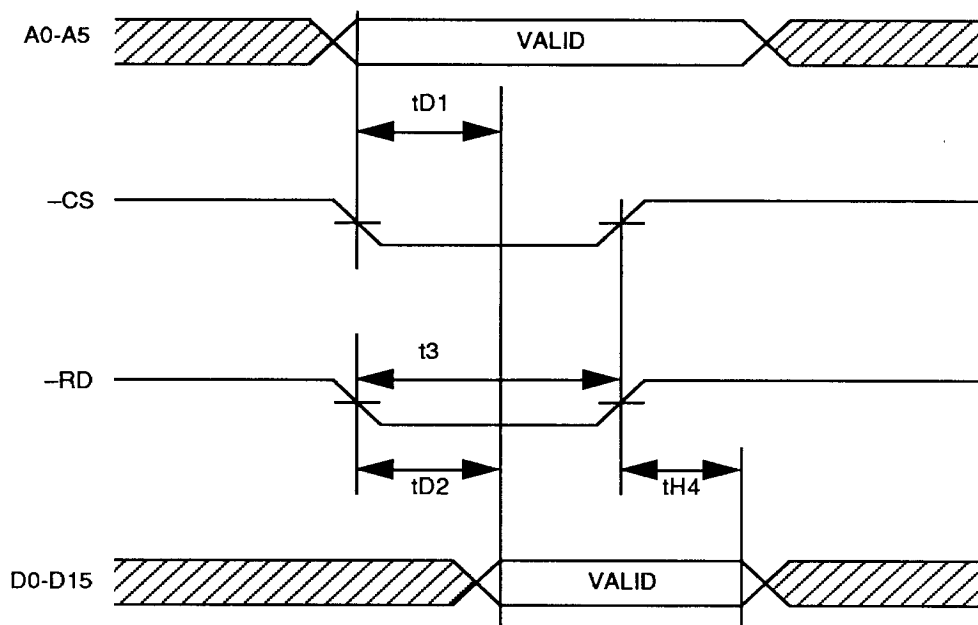 A0-A5
VALID
tD1
–CS
t3
–RD
tD2
tH4
D0-D15
VALID